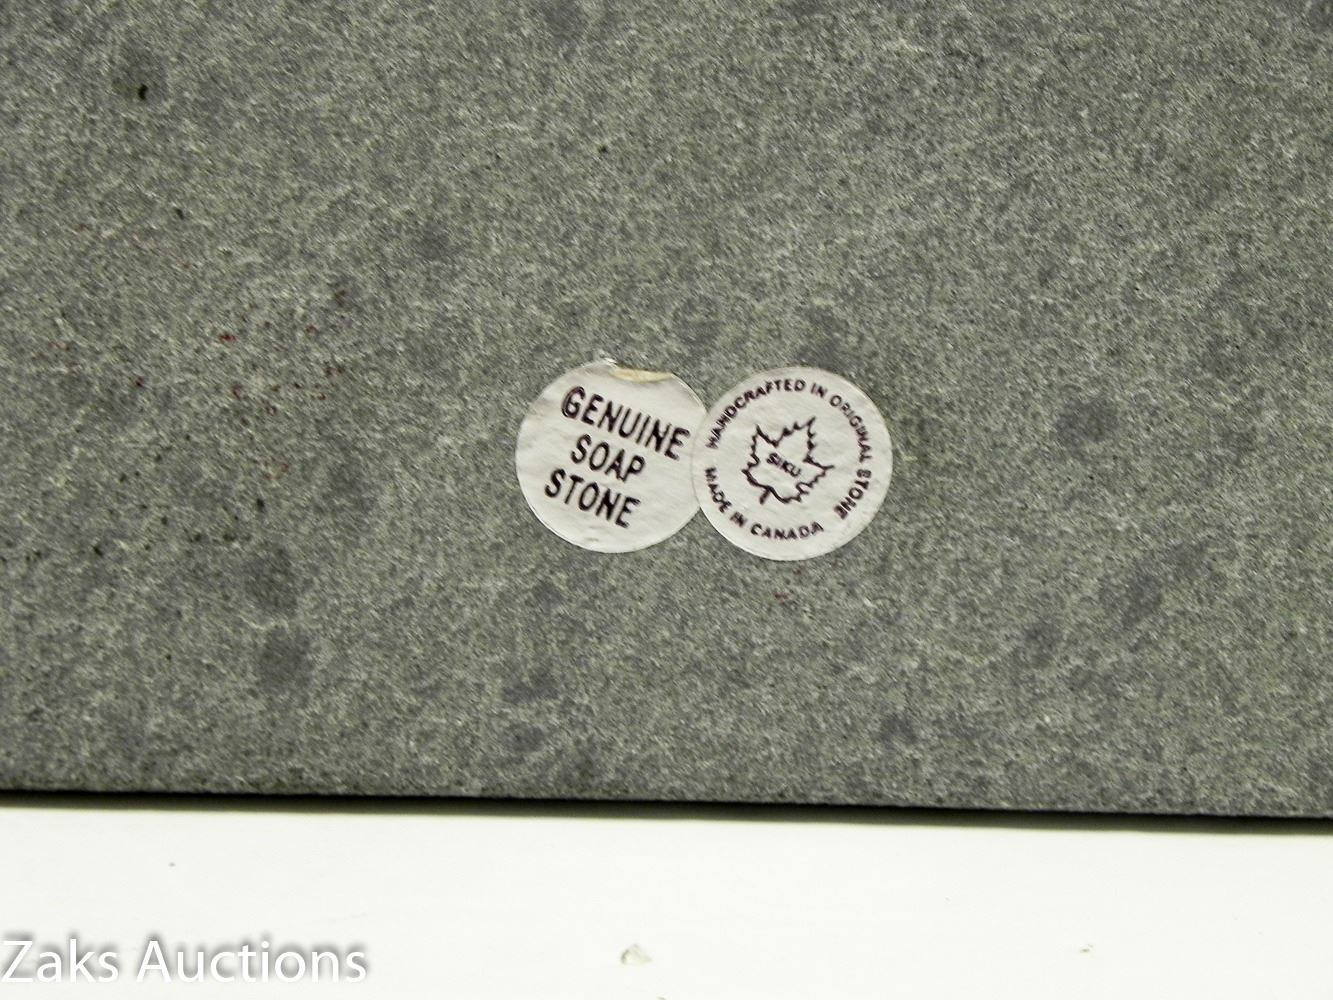 GENUINE
SOAP
STONE
HANDCRAFTED IN ORIGINAL STONE
SIKU
MADE IN CANADA
Zaks Auctions